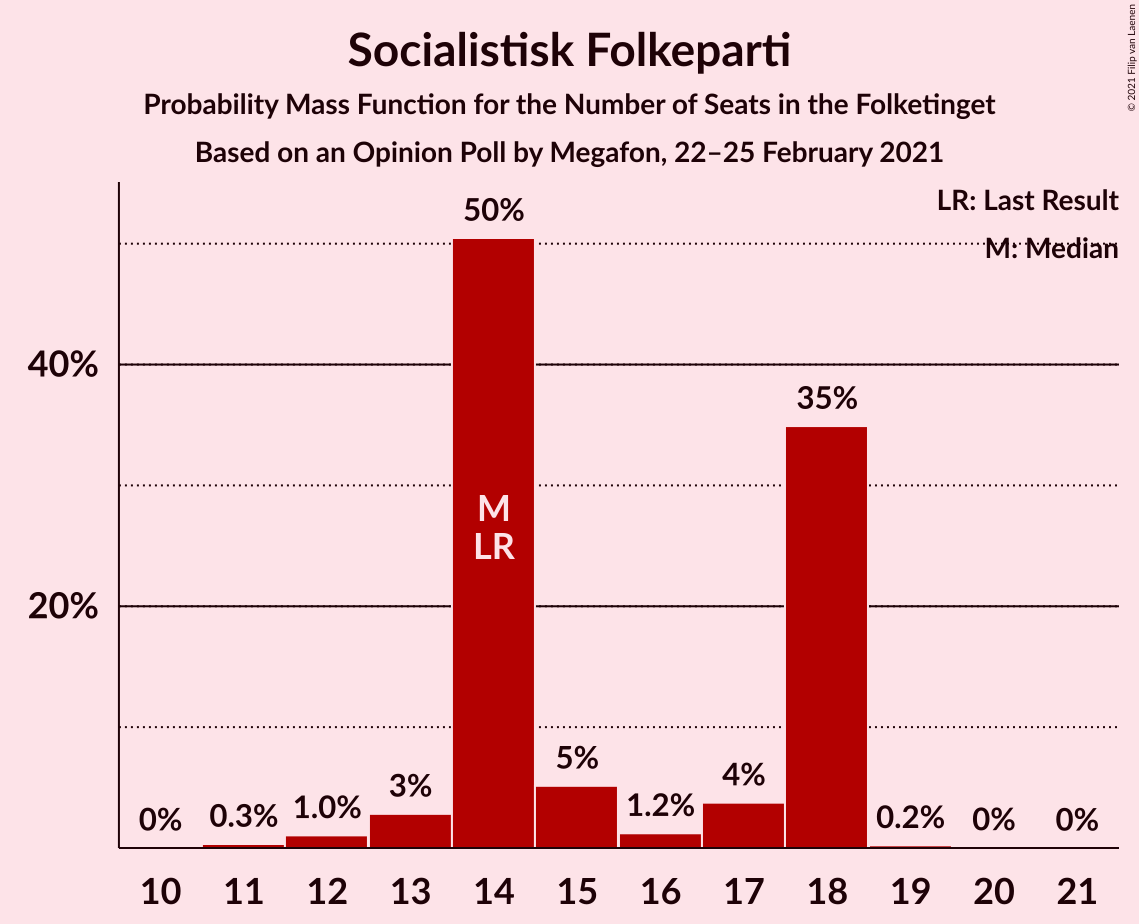 Socialistisk Folkeparti
Probability Mass Function for the Number of Seats in the Folketinget
Based on an Opinion Poll by Megafon, 22–25 February 2021
© 2021 Filip van Laenen
LR: Last Result
M: Median
40%
20%
0%
0.3%
1.0%
3%
50%
M
LR
5%
1.2%
4%
35%
0.2%
0%
0%
10 11 12 13 14 15 16 17 18 19 20 21